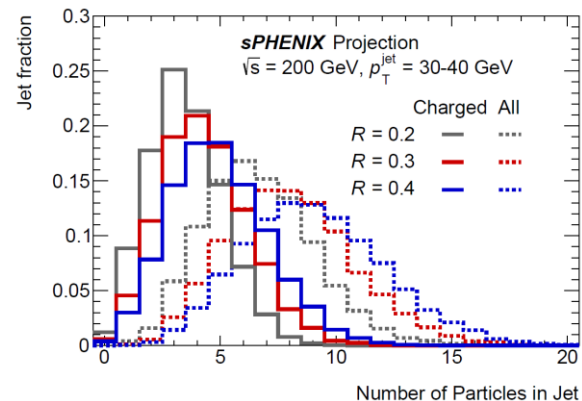 0.3
0.25
0.2
0.15
0.1
0.05
0
Jet fraction
sPHENIX Projection
√s = 200 GeV, p_T^jet = 30-40 GeV
Charged All
R = 0.2
R = 0.3
R = 0.4
0 5 10 15 20
Number of Particles in Jet